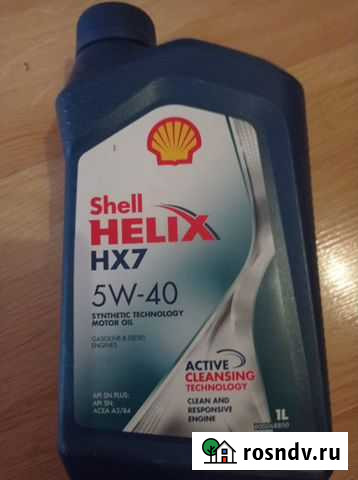 Shell
HELIX
HX7
5W-40
SYNTHETIC TECHNOLOGY
MOTOR OIL
GASOLINE & DIESEL
ENGINES
ACTIVE
CLEANSING
TECHNOLOGY
CLEAN AND
RESPONSIVE
ENGINE
API SN PLUS;
API SN;
ACEA A3/B4
1L
rosndv.ru